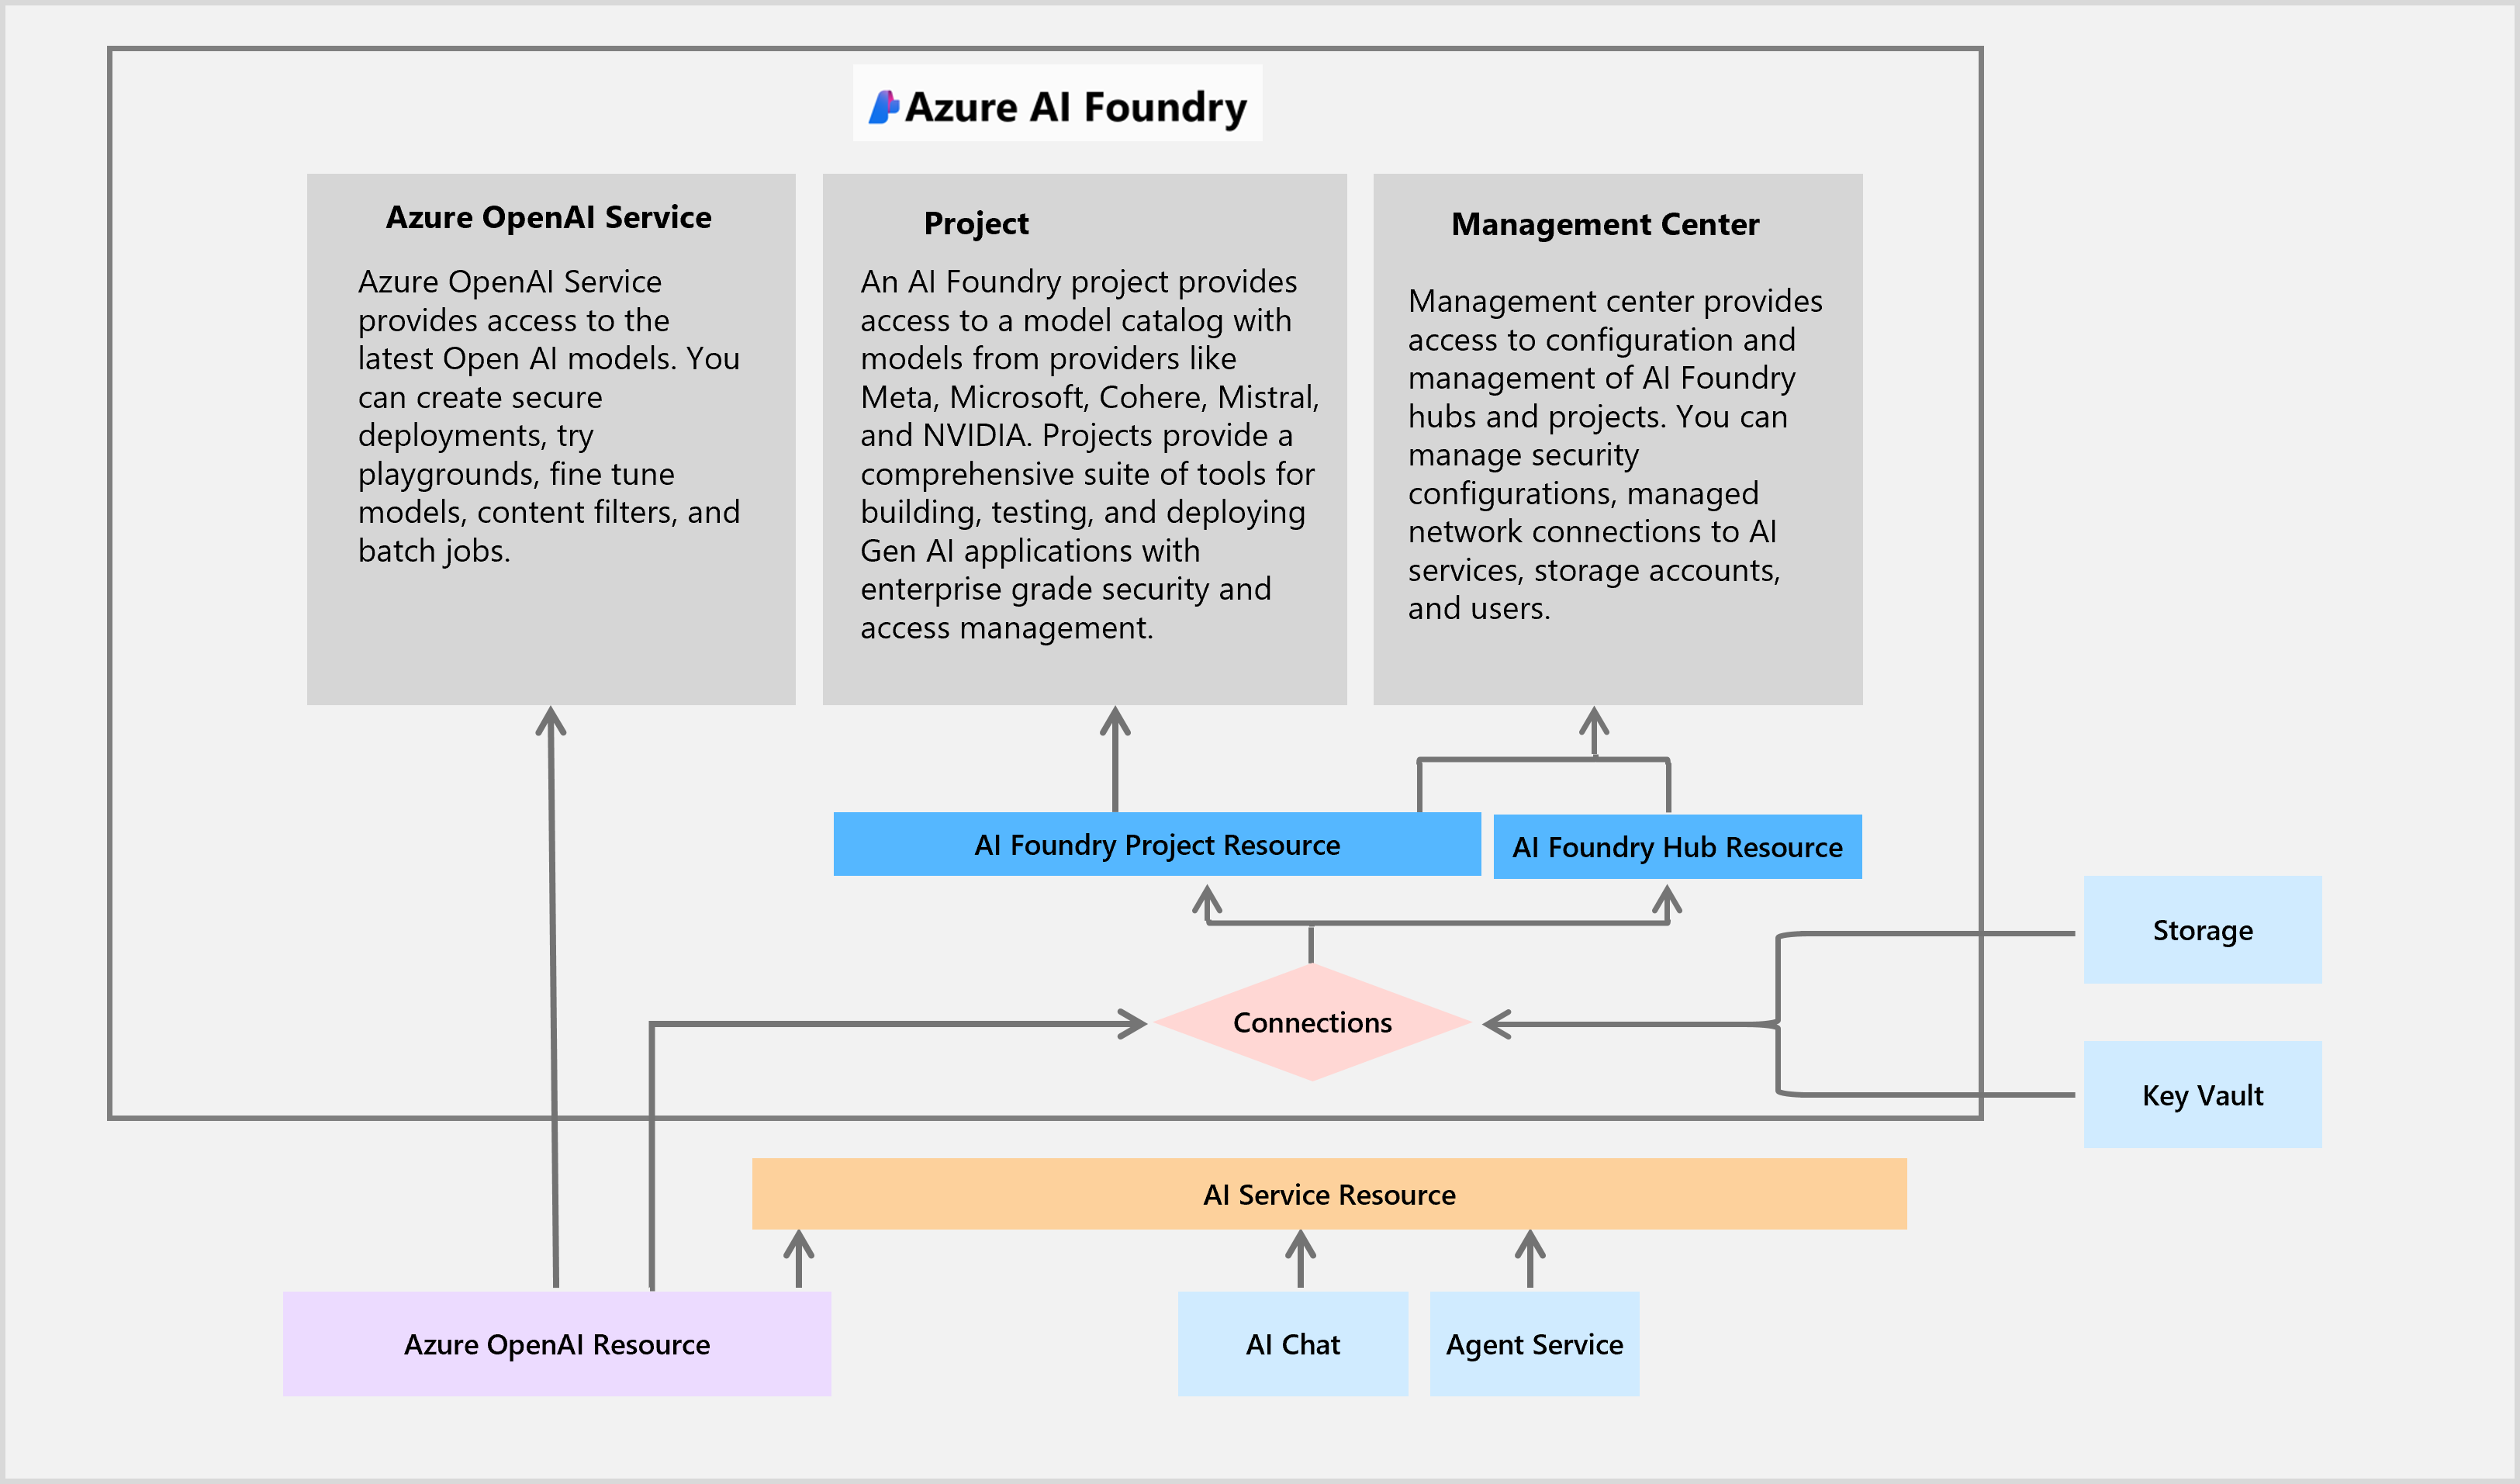 Azure AI Foundry
Azure OpenAI Service
Azure OpenAI Service
provides access to the
latest Open AI models. You
can create secure
deployments, try
playgrounds, fine tune
models, content filters, and
batch jobs.
Project
An AI Foundry project provides
access to a model catalog with
models from providers like
Meta, Microsoft, Cohere, Mistral,
and NVIDIA. Projects provide a
comprehensive suite of tools for
building, testing, and deploying
Gen AI applications with
enterprise grade security and
access management.
Management Center
Management center provides
access to configuration and
management of AI Foundry
hubs and projects. You can
manage security
configurations, managed
network connections to AI
services, storage accounts,
and users.
AI Foundry Project Resource
AI Foundry Hub Resource
Storage
Connections
Key Vault
AI Service Resource
Azure OpenAI Resource
AI Chat
Agent Service